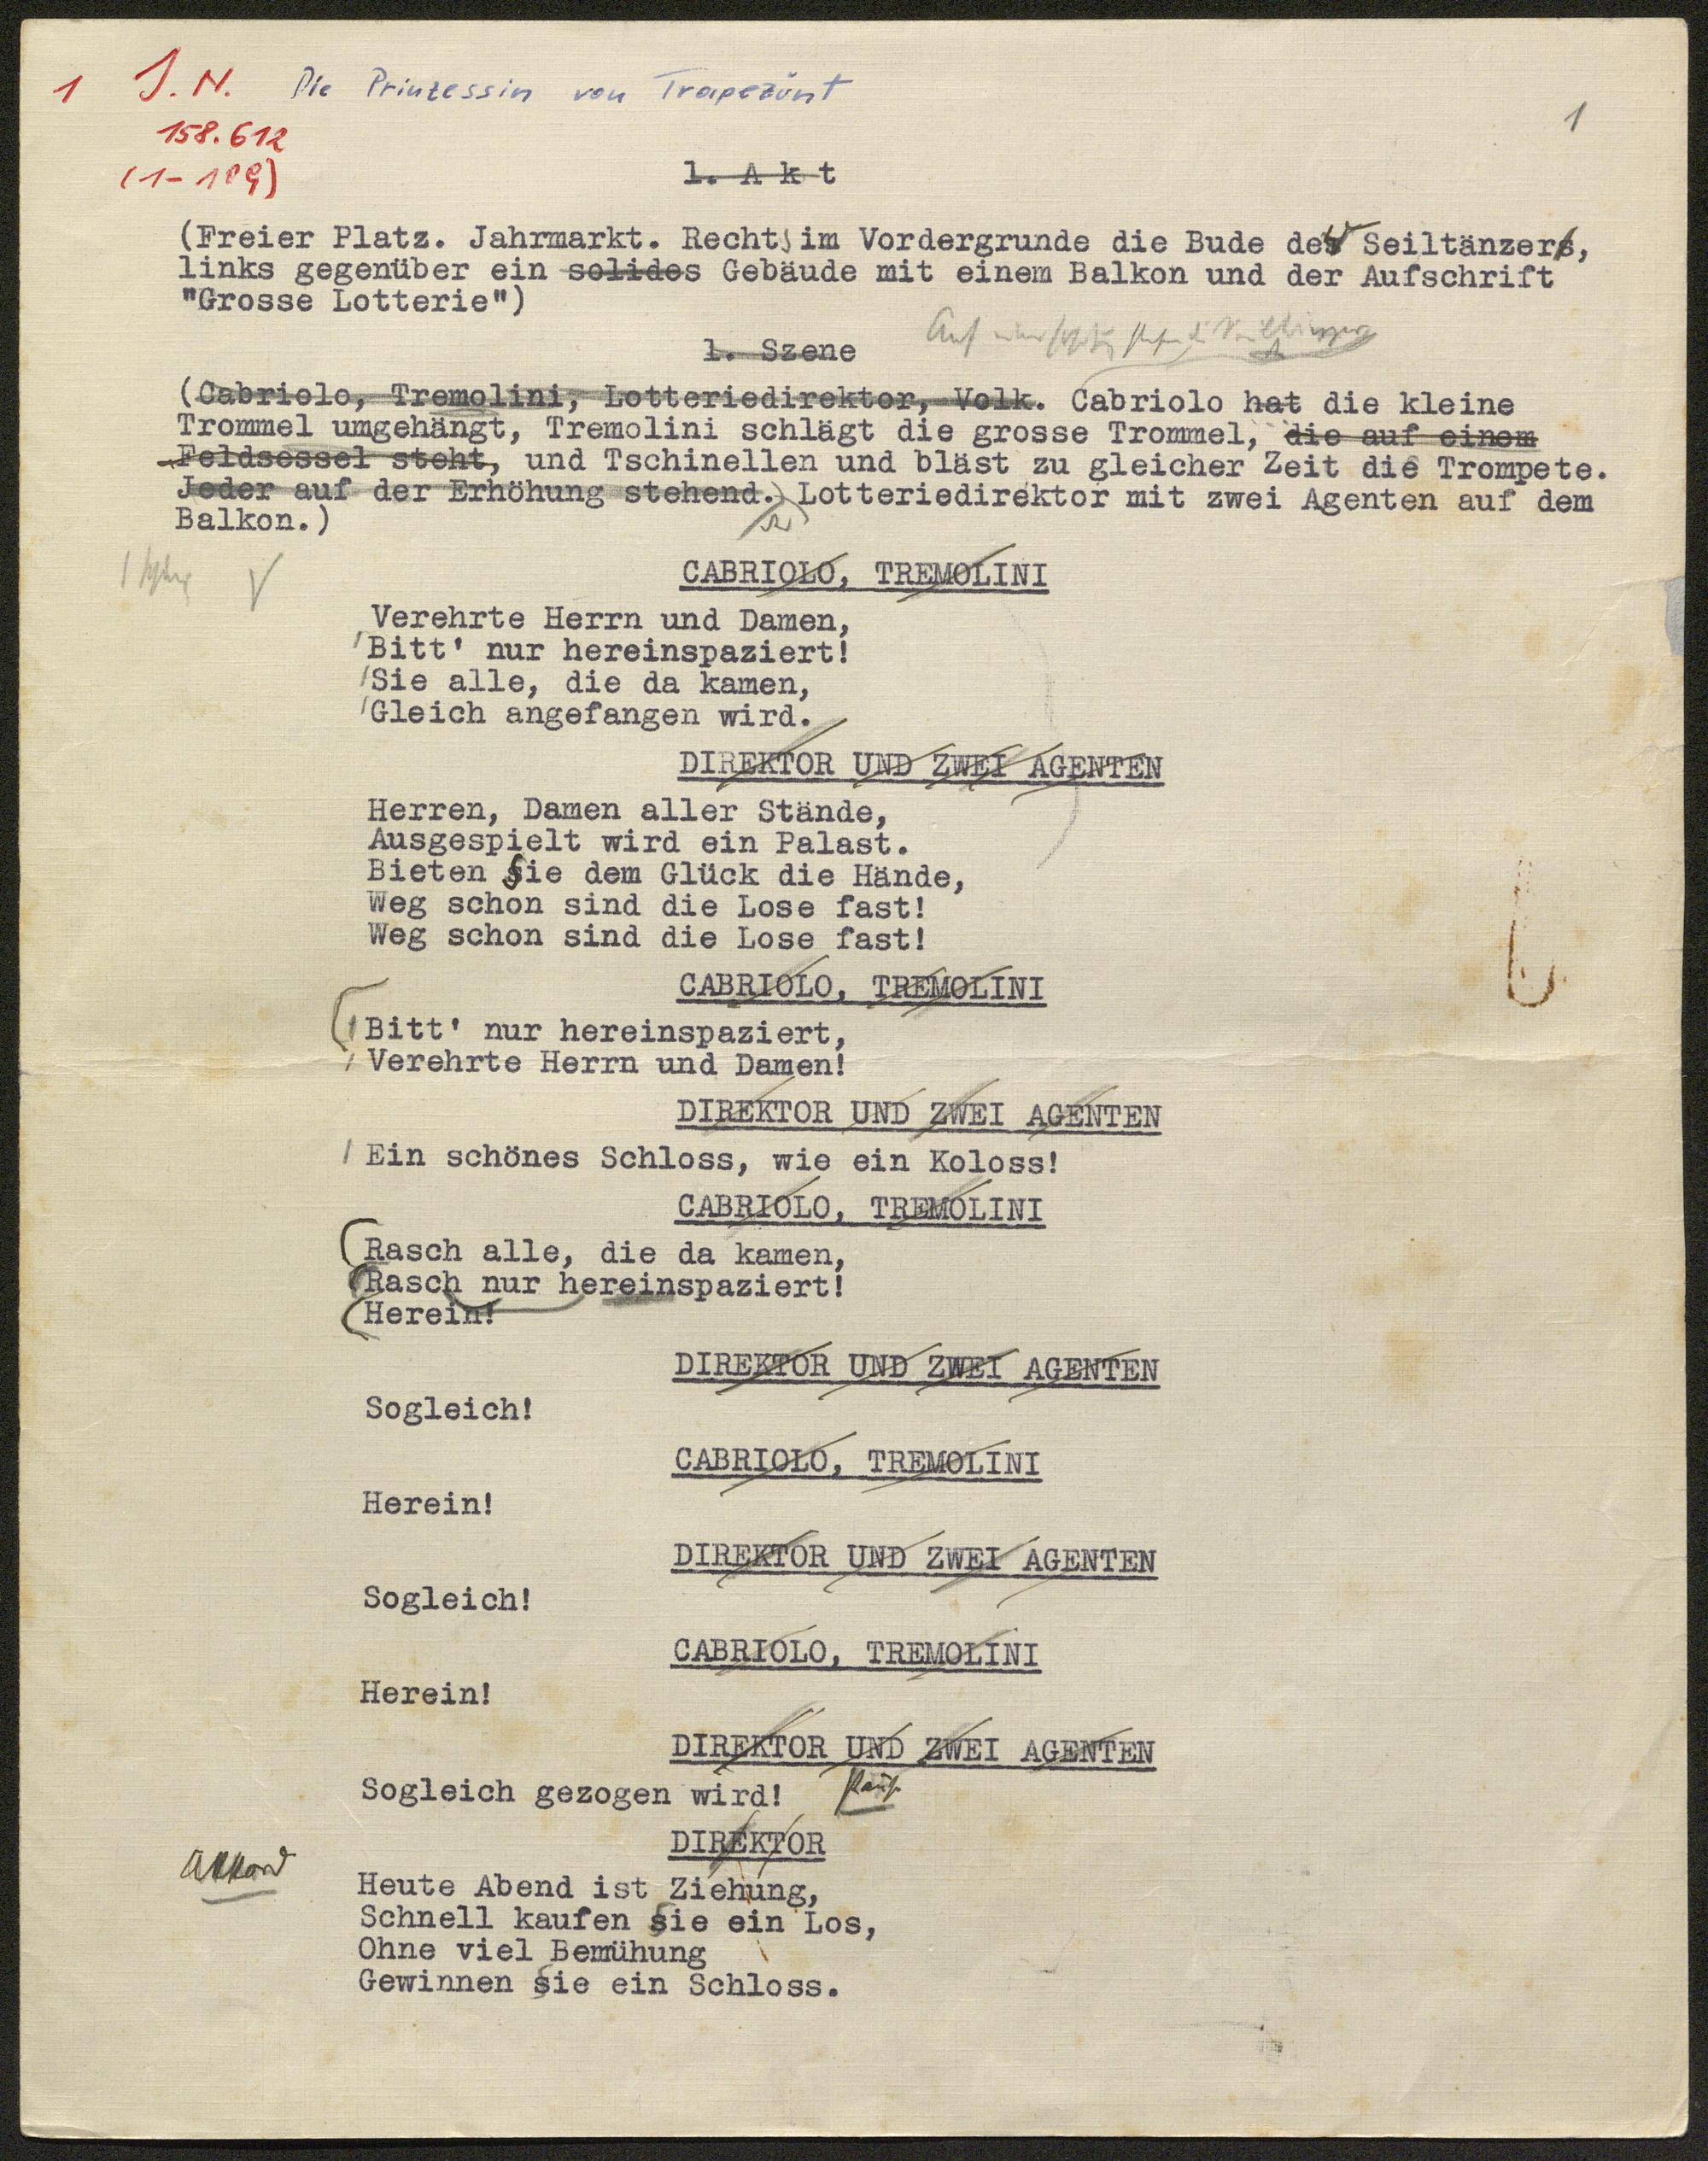 1 J.N. Die Prinzessin von Trapezunt
1
158.612
(1-189)
1. A k t
(Freier Platz. Jahrmarkt. Rechts im Vordergrunde die Bude der Seiltänzer,
links gegenüber ein solides Gebäude mit einem Balkon und der Aufschrift
"Grosse Lotterie")
Auf
1. Szene
(Cabriolo, Tremolini, Lotteriedirektor, Volk. Cabriolo hat die kleine
Trommel umgehängt, Tremolini schlägt die grosse Trommel, die auf einem
Feldsessel steht, und Tschinellen und bläst zu gleicher Zeit die Trompete.
Jeder auf der Erhöhung stehend.) Lotteriedirektor mit zwei Agenten auf dem
Balkon.)
CABRIOLO, TREMOLINI
Verehrte Herrn und Damen,
Bitt' nur hereinspaziert!
Sie alle, die da kamen,
Gleich angefangen wird.
DIREKTOR UND ZWEI AGENTEN
Herren, Damen aller Stände,
Ausgespielt wird ein Palast.
Bieten Sie dem Glück die Hände,
Weg schon sind die Lose fast!
Weg schon sind die Lose fast!
CABRIOLO, TREMOLINI
Bitt' nur hereinspaziert,
Verehrte Herrn und Damen!
DIREKTOR UND ZWEI AGENTEN
Ein schönes Schloss, wie ein Koloss!
CABRIOLO, TREMOLINI
Rasch alle, die da kamen,
Rasch nur hereinspaziert!
Herein!
DIREKTOR UND ZWEI AGENTEN
Sogleich!
CABRIOLO, TREMOLINI
Herein!
DIREKTOR UND ZWEI AGENTEN
Sogleich!
CABRIOLO, TREMOLINI
Herein!
DIREKTOR UND ZWEI AGENTEN
Sogleich gezogen wird!
DIREKTOR
Akkord
Heute Abend ist Ziehung,
Schnell kaufen Sie ein Los,
Ohne viel Bemühung
Gewinnen Sie ein Schloss.